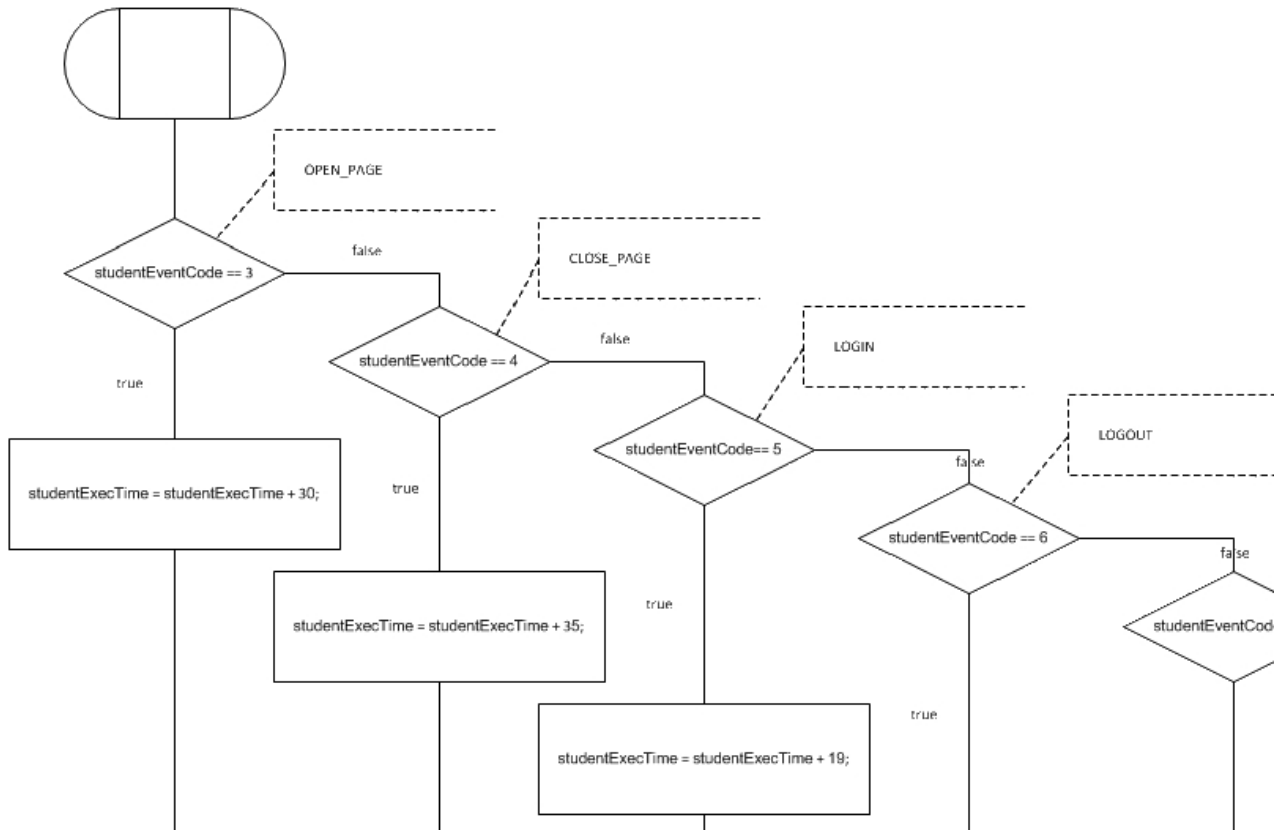 OPEN_PAGE
false
studentEventCode == 3
CLOSE_PAGE
false
studentEventCode == 4
LOGIN
true
LOGOUT
studentEventCode== 5
false
true
studentExecTime = studentExecTime + 30;
studentEventCode == 6
false
true
studentExecTime = studentExecTime + 35;
true
studentExecTime = studentExecTime + 19;